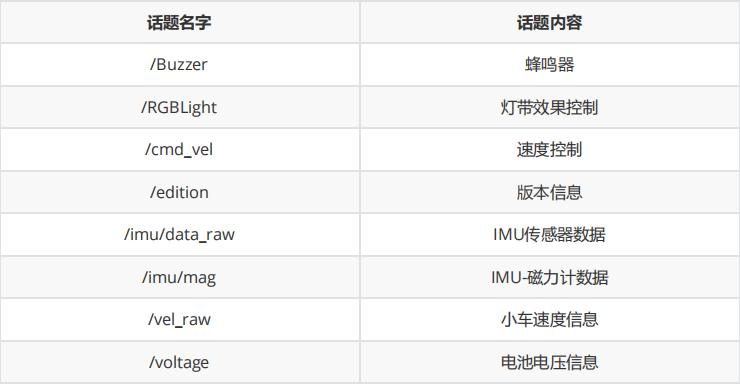 话题名字 话题内容
/Buzzer 蜂鸣器
/RGBLight 灯带效果控制
/cmd_vel 速度控制
/edition 版本信息
/imu/data_raw IMU传感器数据
/imu/mag IMU-磁力计数据
/vel_raw 小车速度信息
/voltage 电池电压信息